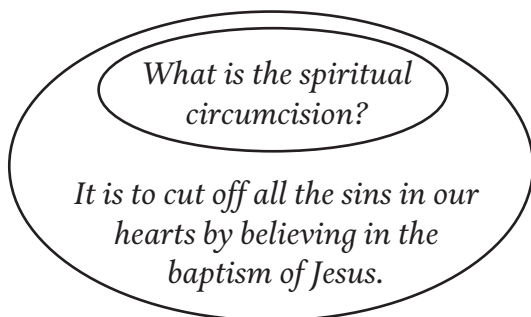 What is the spiritual
circumcision?
It is to cut off all the sins in our
hearts by believing in the
baptism of Jesus.